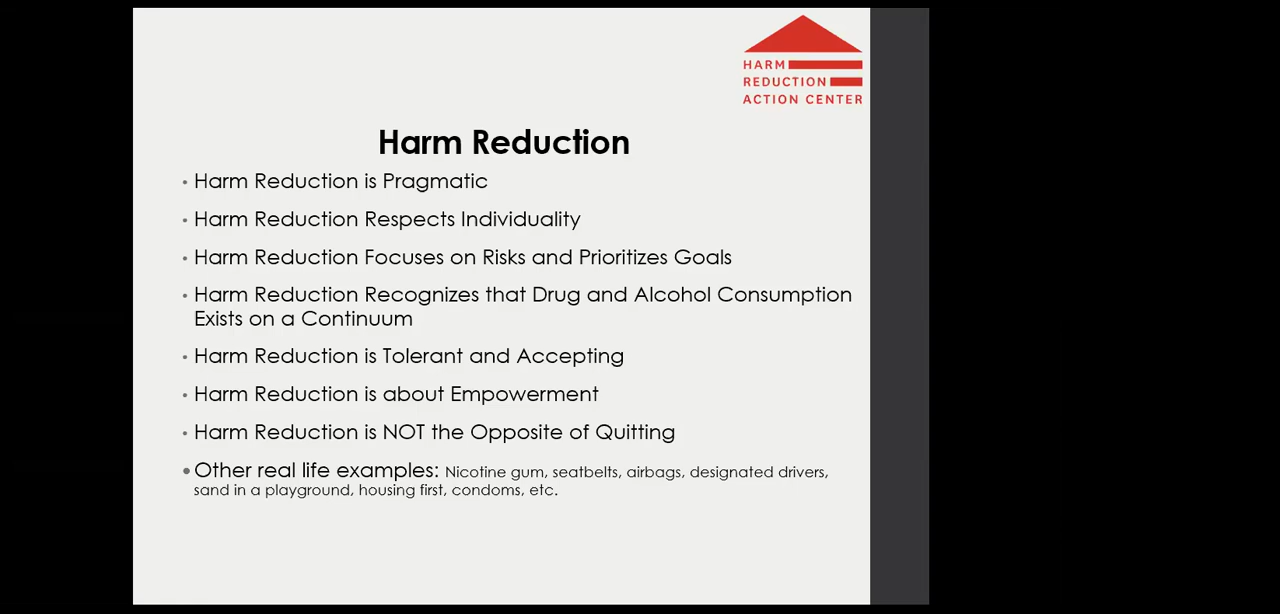 HARM
REDUCTION
ACTION CENTER
Harm Reduction
• Harm Reduction is Pragmatic
• Harm Reduction Respects Individuality
• Harm Reduction Focuses on Risks and Prioritizes Goals
• Harm Reduction Recognizes that Drug and Alcohol Consumption
Exists on a Continuum
• Harm Reduction is Tolerant and Accepting
• Harm Reduction is about Empowerment
• Harm Reduction is NOT the Opposite of Quitting
• Other real life examples: Nicotine gum, seatbelts, airbags, designated drivers,
sand in a playground, housing first, condoms, etc.